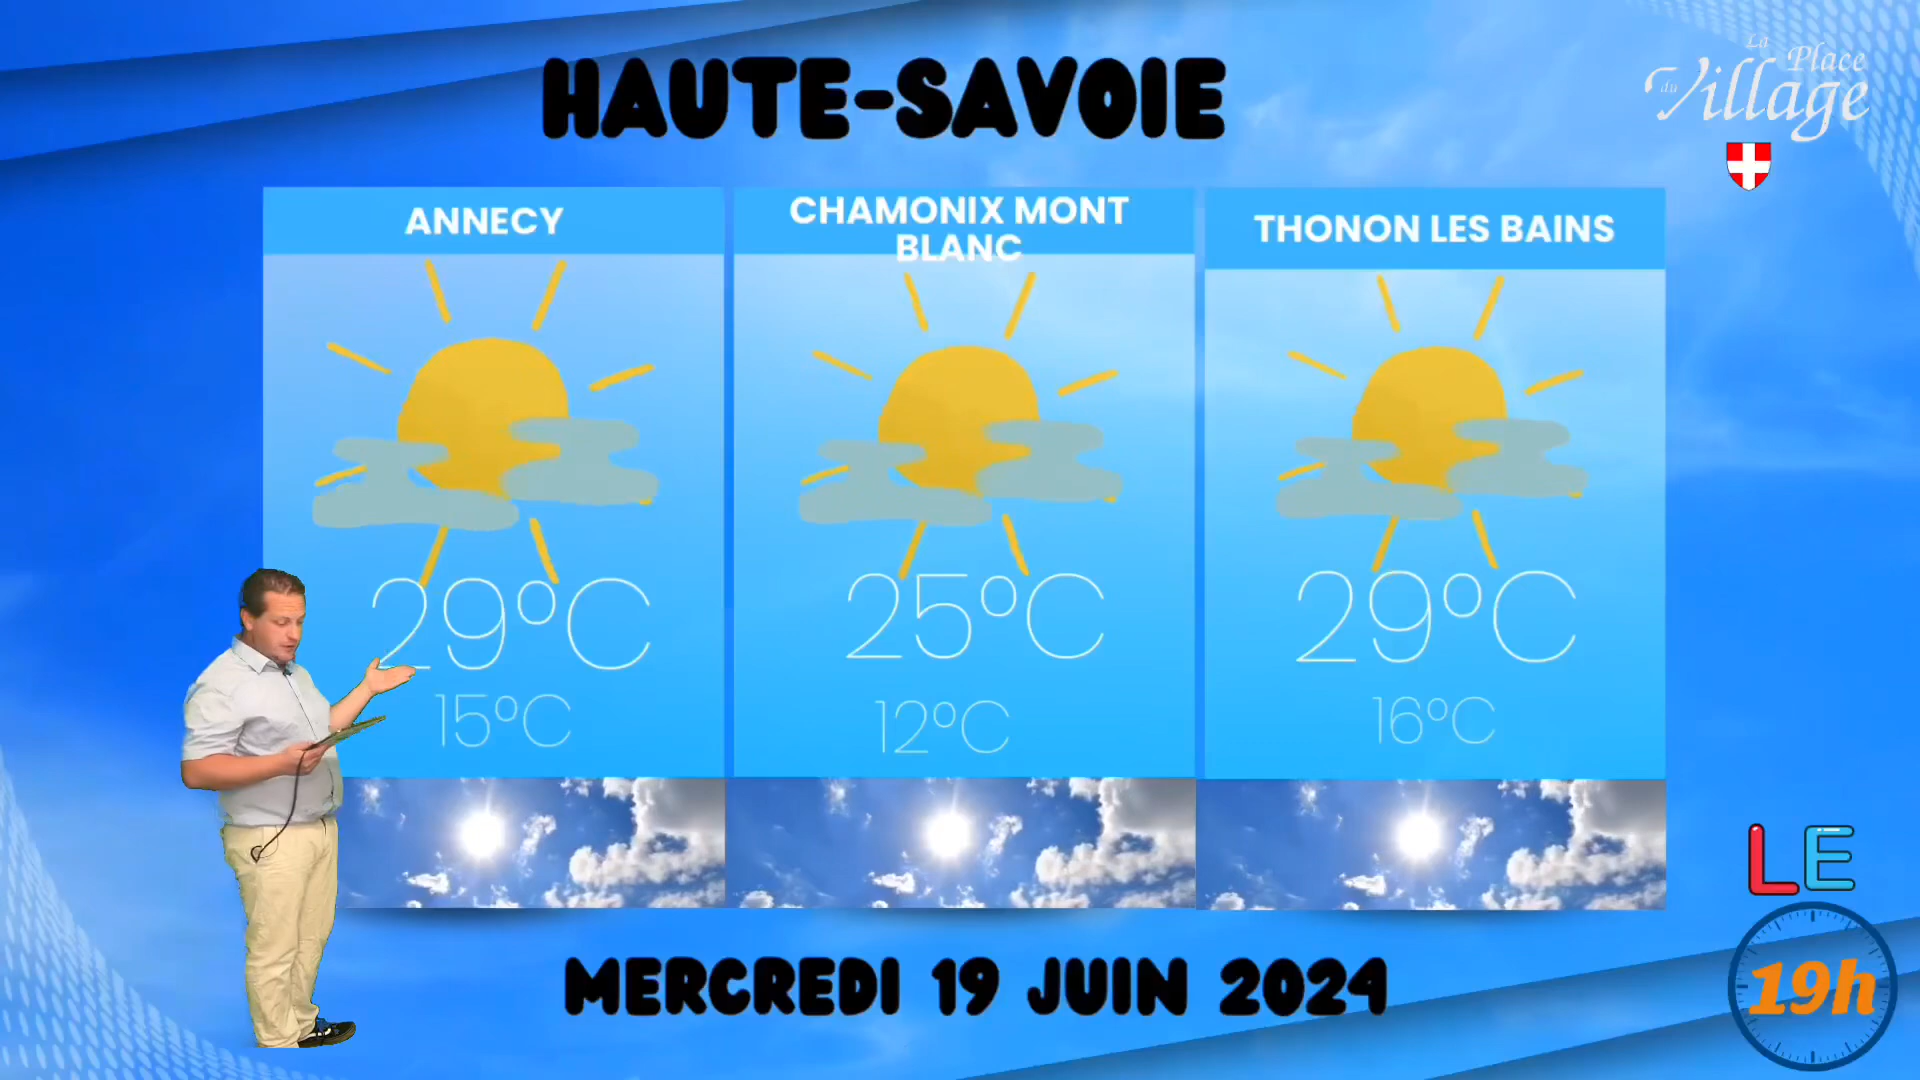 HAUTE-SAVOIE
La Place
du Village
ANNECY
CHAMONIX MONT
BLANC
THONON LES BAINS
29°C
25°C
29°C
15°C
12°C
16°C
LE
19h
MERCREDI 19 JUIN 2024